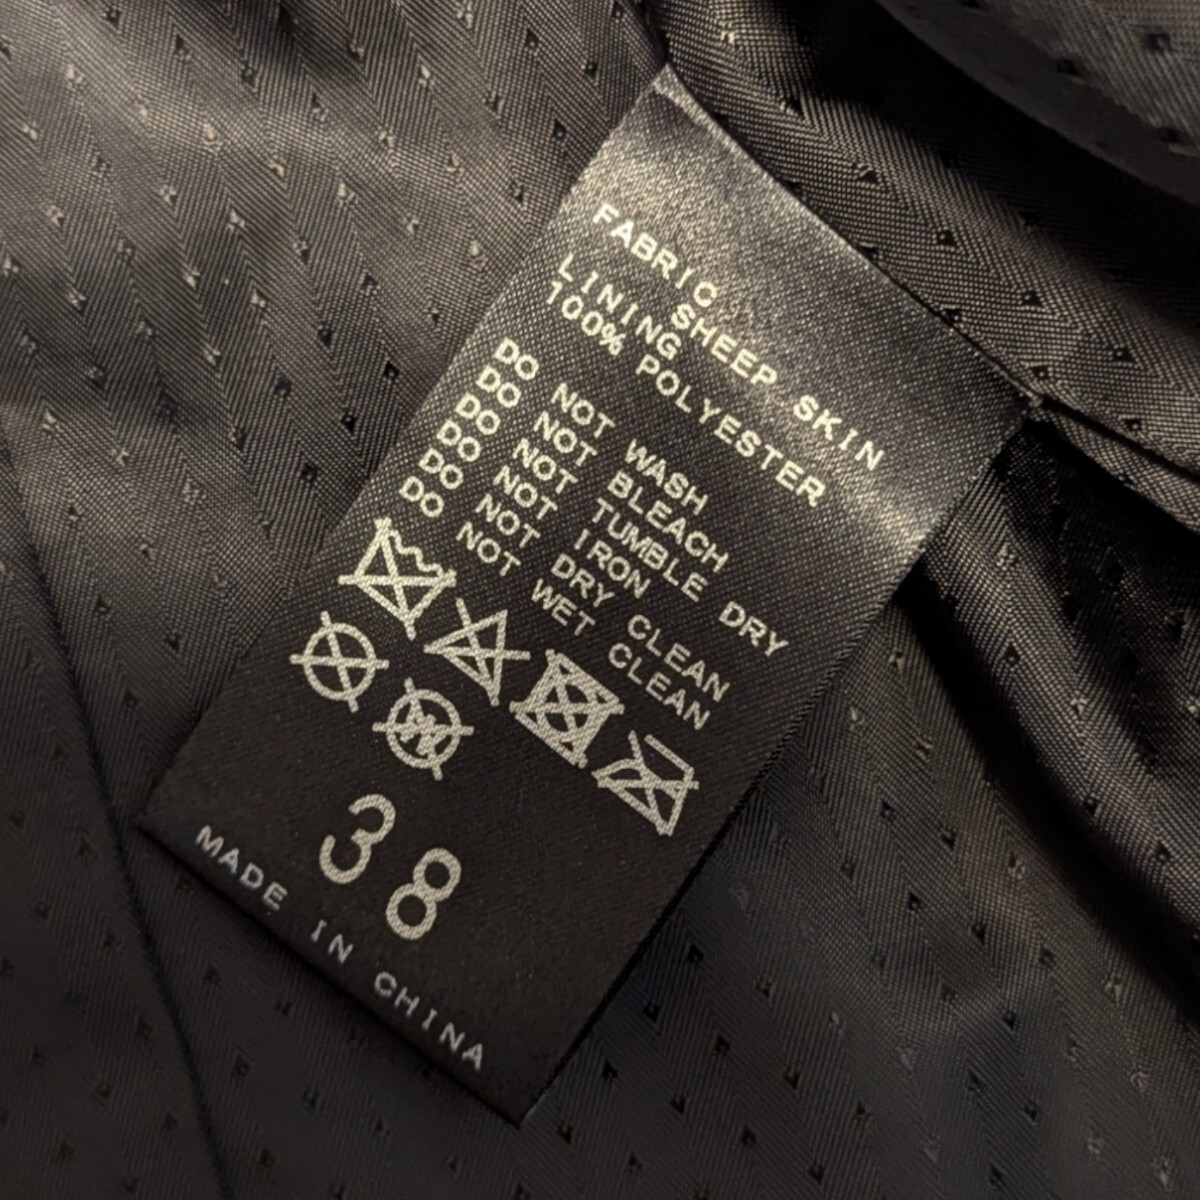 FABRIC
SHEEP SKIN
LINING
100% POLYESTER
DO NOT WASH
DO NOT BLEACH
DO NOT TUMBLE DRY
DO NOT IRON
DO NOT DRY CLEAN
DO NOT WET CLEAN
W
38
MADE IN CHINA